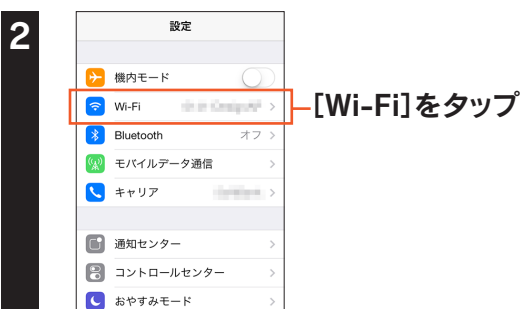 2
設定
機内モード
Wi-Fi
[Wi-Fi]をタップ
Bluetooth オフ
モバイルデータ通信
キャリア
通知センター
コントロールセンター
おやすみモード